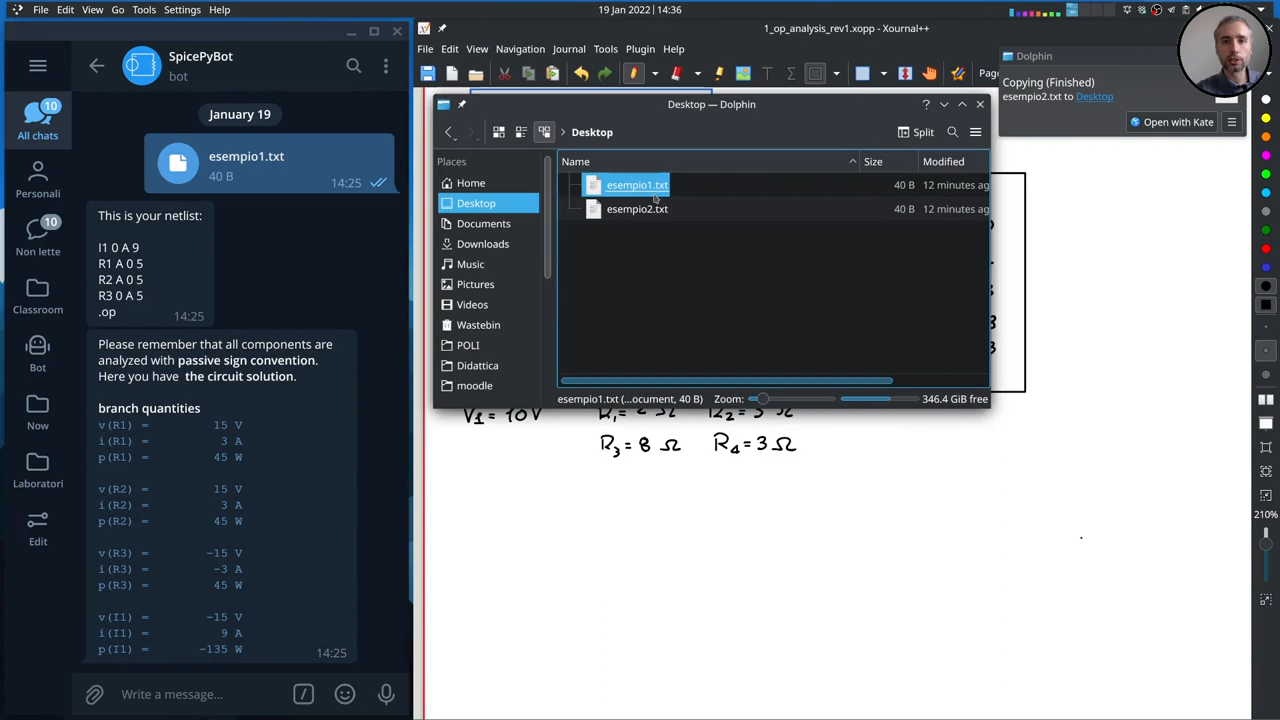 File Edit View Go Tools Settings Help
19 Jan 2022 | 14:36
SpicePyBot
bot
10
All chats
Personali
10
Non lette
Classroom
Bot
Now
Laboratori
Edit
January 19
esempio1.txt
40 B
14:25
This is your netlist:
I1 0 A 9
R1 A 0 5
R2 A 0 5
R3 0 A 5
.op
14:25
Please remember that all components are
analyzed with passive sign convention.
Here you have the circuit solution.
branch quantities
v(R1) = 15 V
i(R1) = 3 A
p(R1) = 45 W
v(R2) = 15 V
i(R2) = 3 A
p(R2) = 45 W
v(R3) = -15 V
i(R3) = -3 A
p(R3) = 45 W
v(I1) = -15 V
i(I1) = 9 A
p(I1) = -135 W
14:25
Write a message...
1_op_analysis_rev1.xopp - Xournal++
File Edit View Navigation Journal Tools Plugin Help
Page
Dolphin
Copying (Finished)
esempio2.txt to Desktop
Open with Kate
Desktop — Dolphin
Desktop
Split
Places
Home
Desktop
Documents
Downloads
Music
Pictures
Videos
Wastebin
POLI
Didattica
moodle
Name Size Modified
esempio1.txt 40 B 12 minutes ag
esempio2.txt 40 B 12 minutes ag
esempio1.txt (...ocument, 40 B)
Zoom:
346.4 GiB free
V1 = 10 V
R3 = 8 Ω R4 = 3 Ω
210%